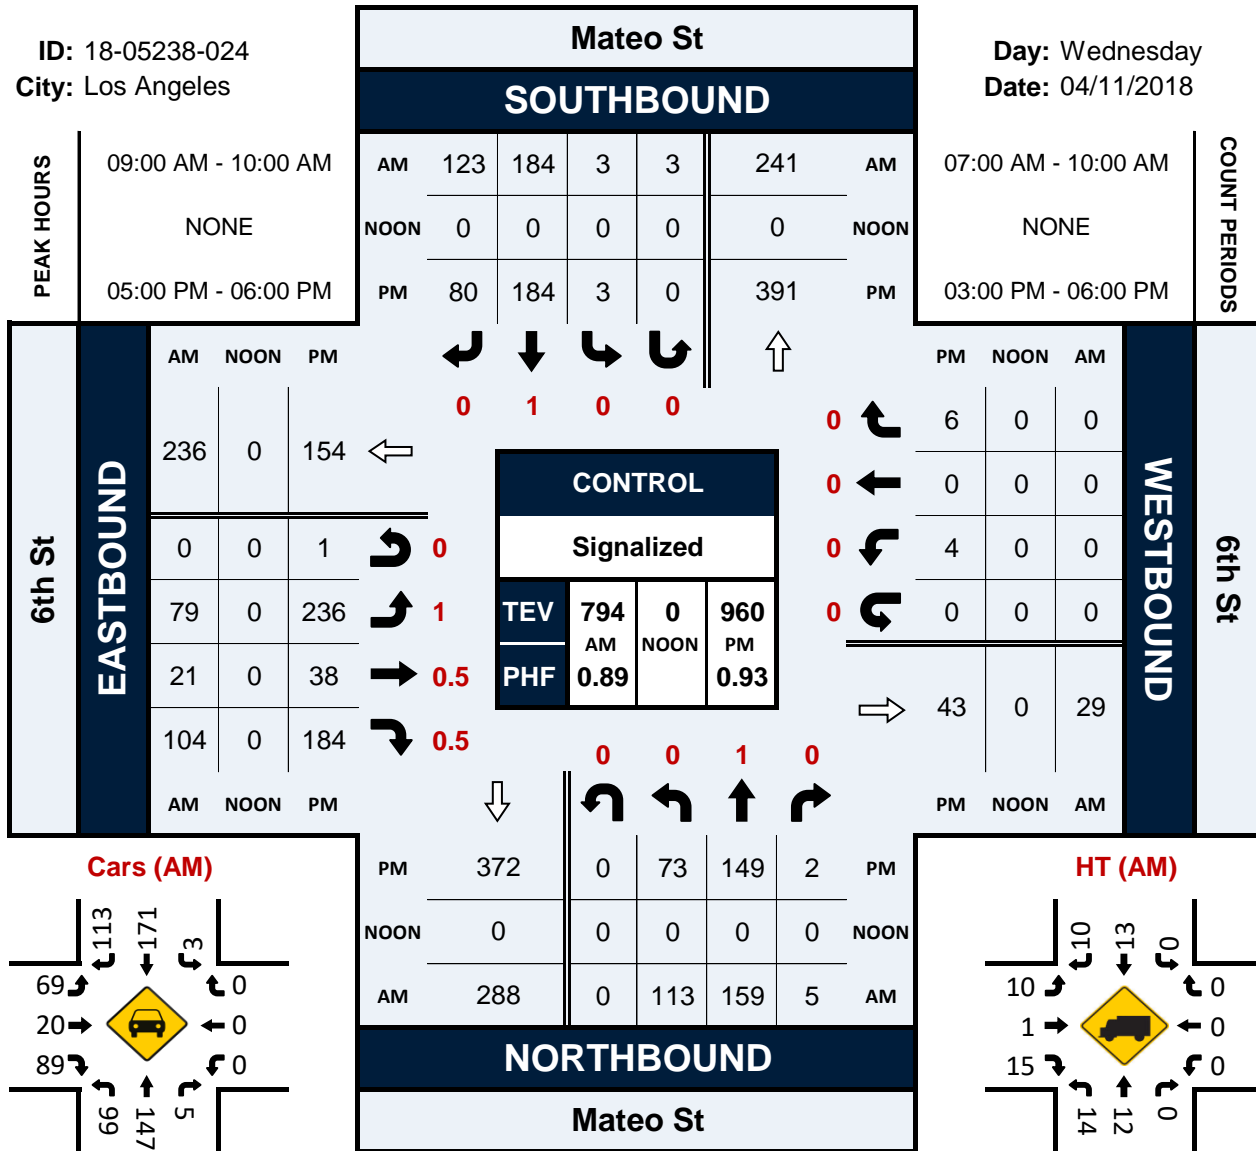 Mateo St
ID: 18-05238-024
Day: Wednesday
City: Los Angeles
Date: 04/11/2018
SOUTHBOUND
PEAK HOURS
09:00 AM - 10:00 AM
NONE
05:00 PM - 06:00 PM
AM 123 184 3 3 241 AM
NOON 0 0 0 0 0 NOON
PM 80 184 3 0 391 PM
07:00 AM - 10:00 AM
NONE
03:00 PM - 06:00 PM
COUNT PERIODS
0 1 0 0
6th St
EASTBOUND
AM NOON PM
236 0 154
0 0 1 0
79 0 236 1
21 0 38 0.5
104 0 184 0.5
AM NOON PM
CONTROL
Signalized
TEV 794 0 960
AM NOON PM
PHF 0.89 0.93
PM NOON AM
0 6 0 0
0 0 0 0
0 4 0 0
0 0 0 0
43 0 29
PM NOON AM
WESTBOUND
6th St
0 0 1 0
PM 372 0 73 149 2 PM
NOON 0 0 0 0 0 NOON
AM 288 0 113 159 5 AM
NORTHBOUND
Mateo St
Cars (AM)
113 171 3
69 0
20 0
89 0
99 147 5
HT (AM)
10 13 0
10 0
1 0
15 0
14 12 0